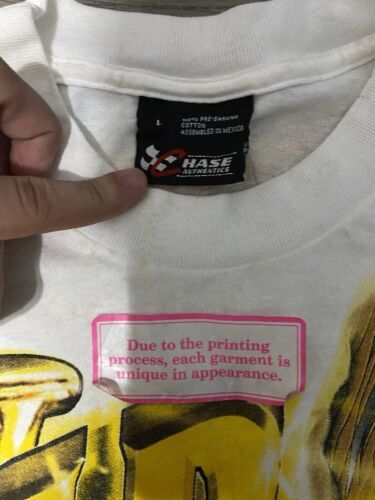 L
100% PRE-SHRUNK
COTTON
ASSEMBLED IN MEXICO
CHASE
AUTHENTICS
Due to the printing
process, each garment is
unique in appearance.